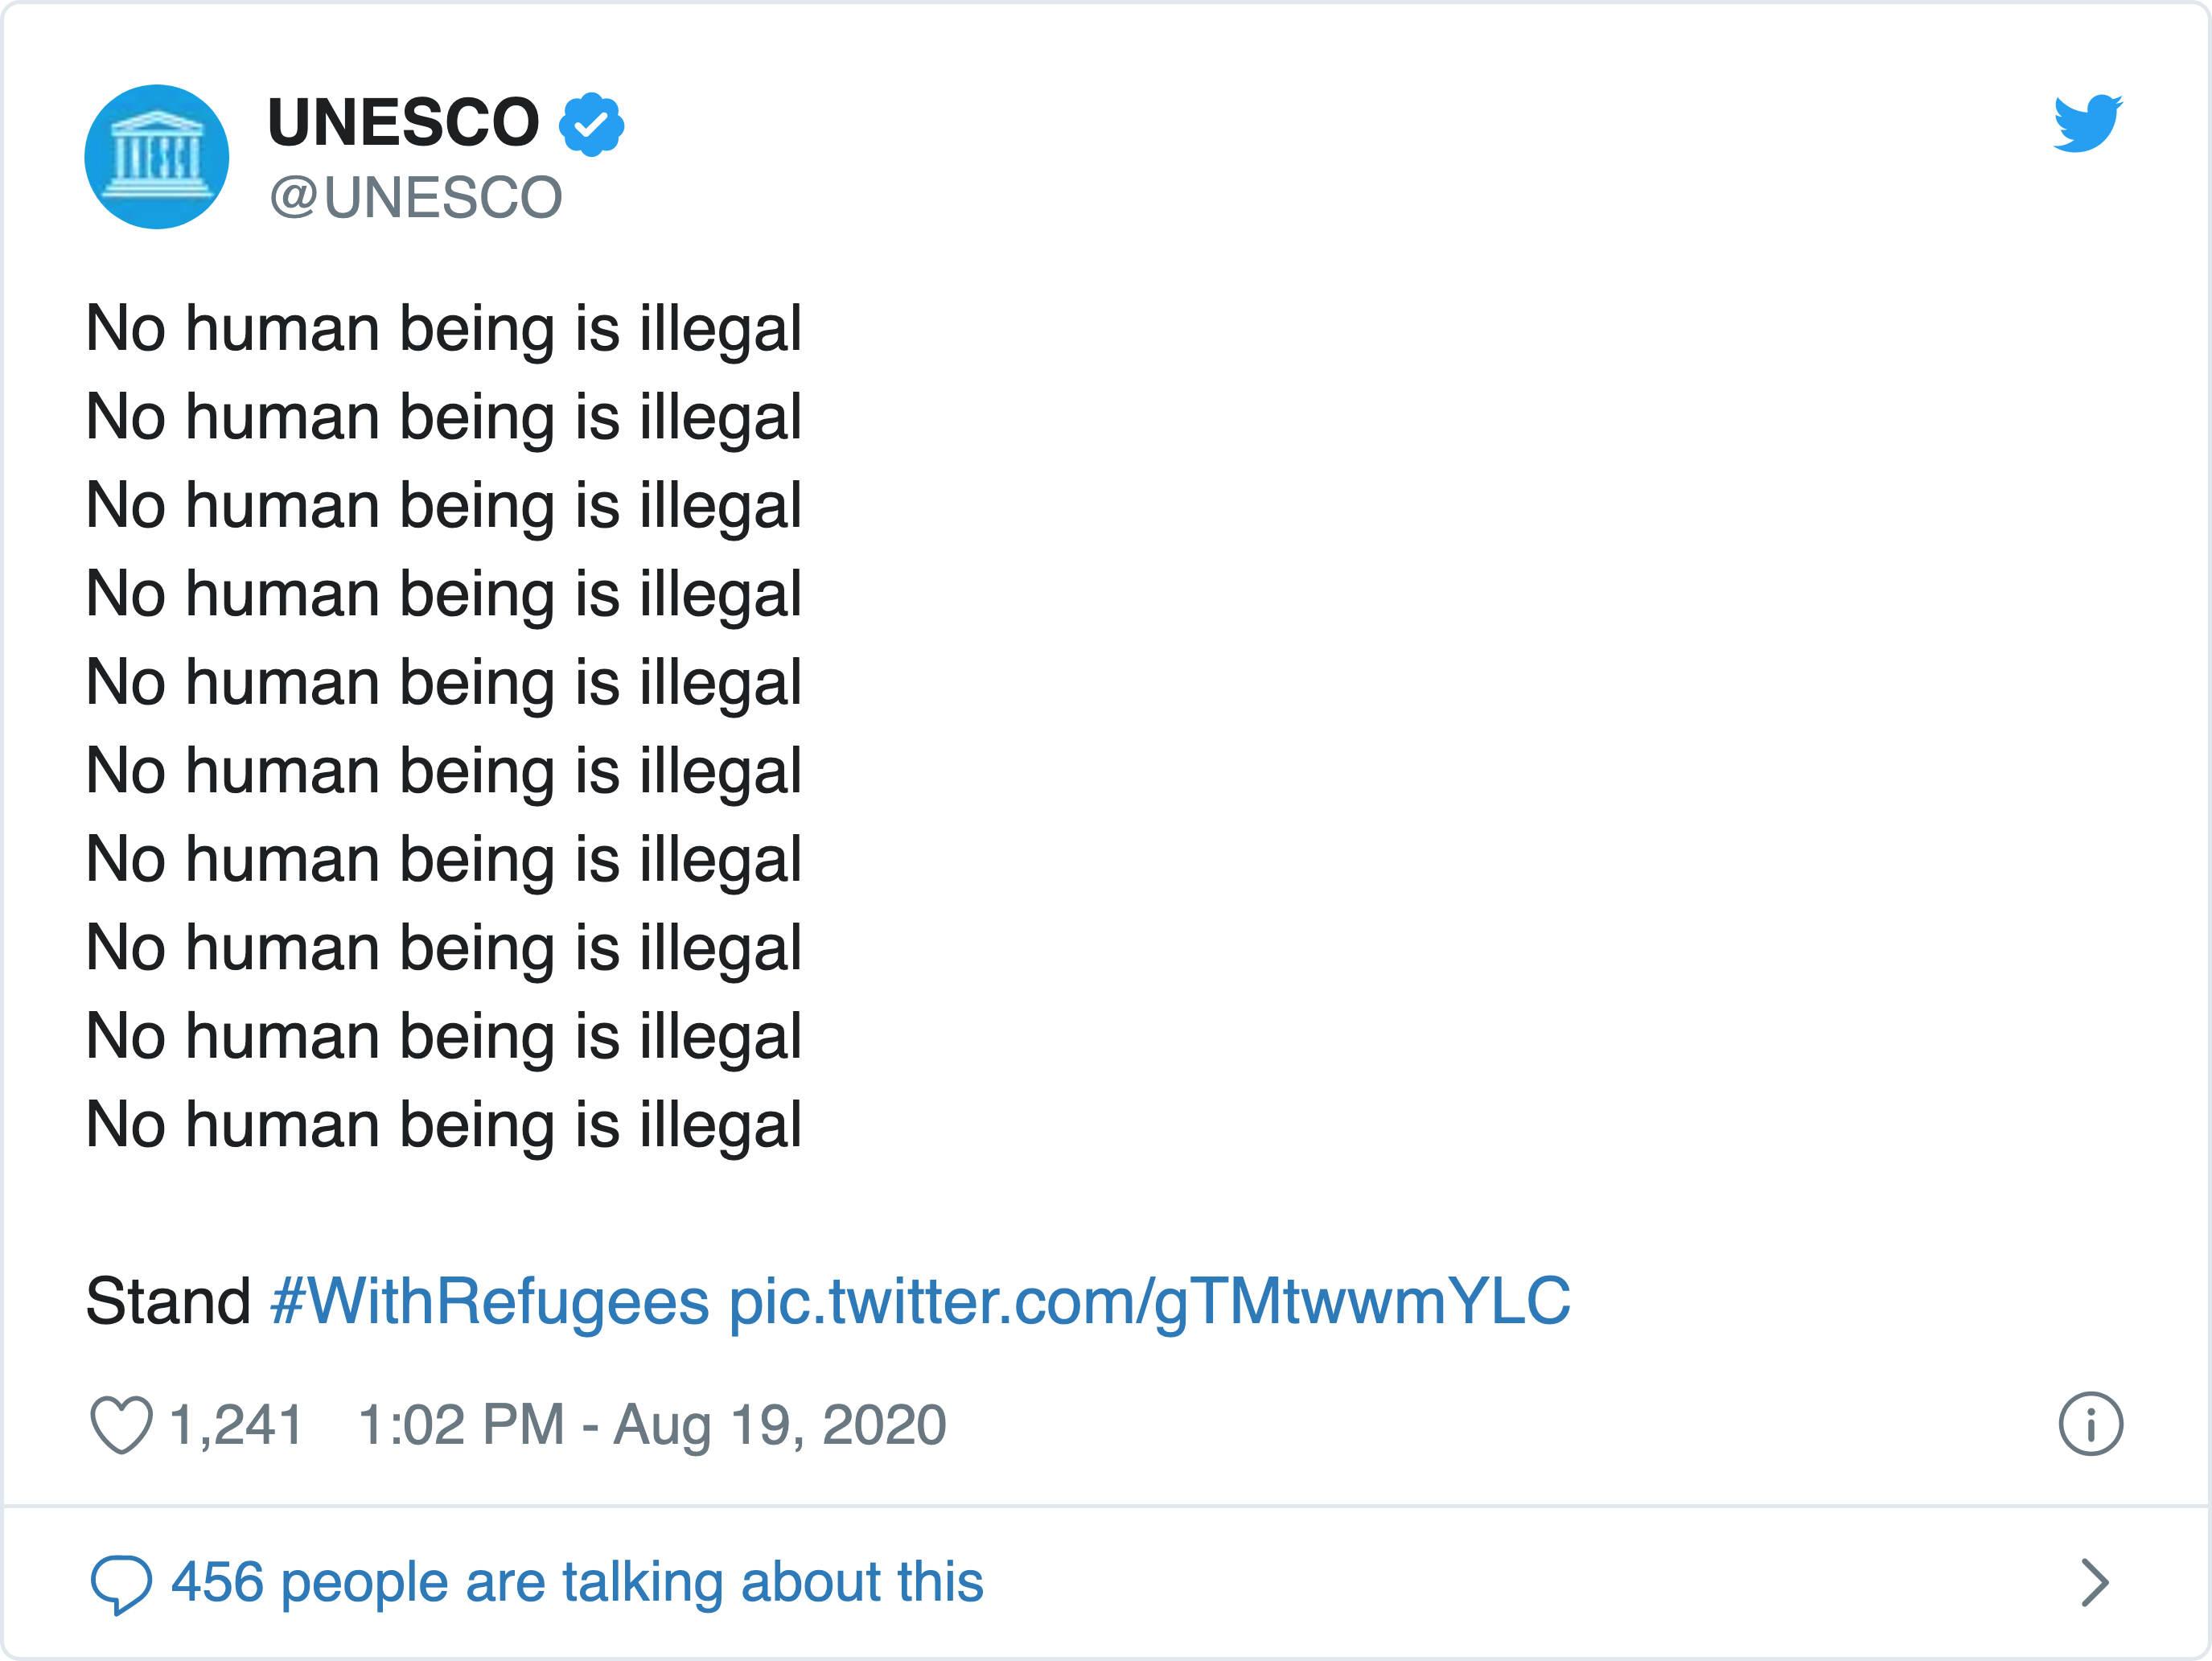 UNESCO
UNESCO
@UNESCO
No human being is illegal
No human being is illegal
No human being is illegal
No human being is illegal
No human being is illegal
No human being is illegal
No human being is illegal
No human being is illegal
No human being is illegal
No human being is illegal
Stand #WithRefugees pic.twitter.com/gTMtwwmYLC
1,241 1:02 PM - Aug 19, 2020
456 people are talking about this